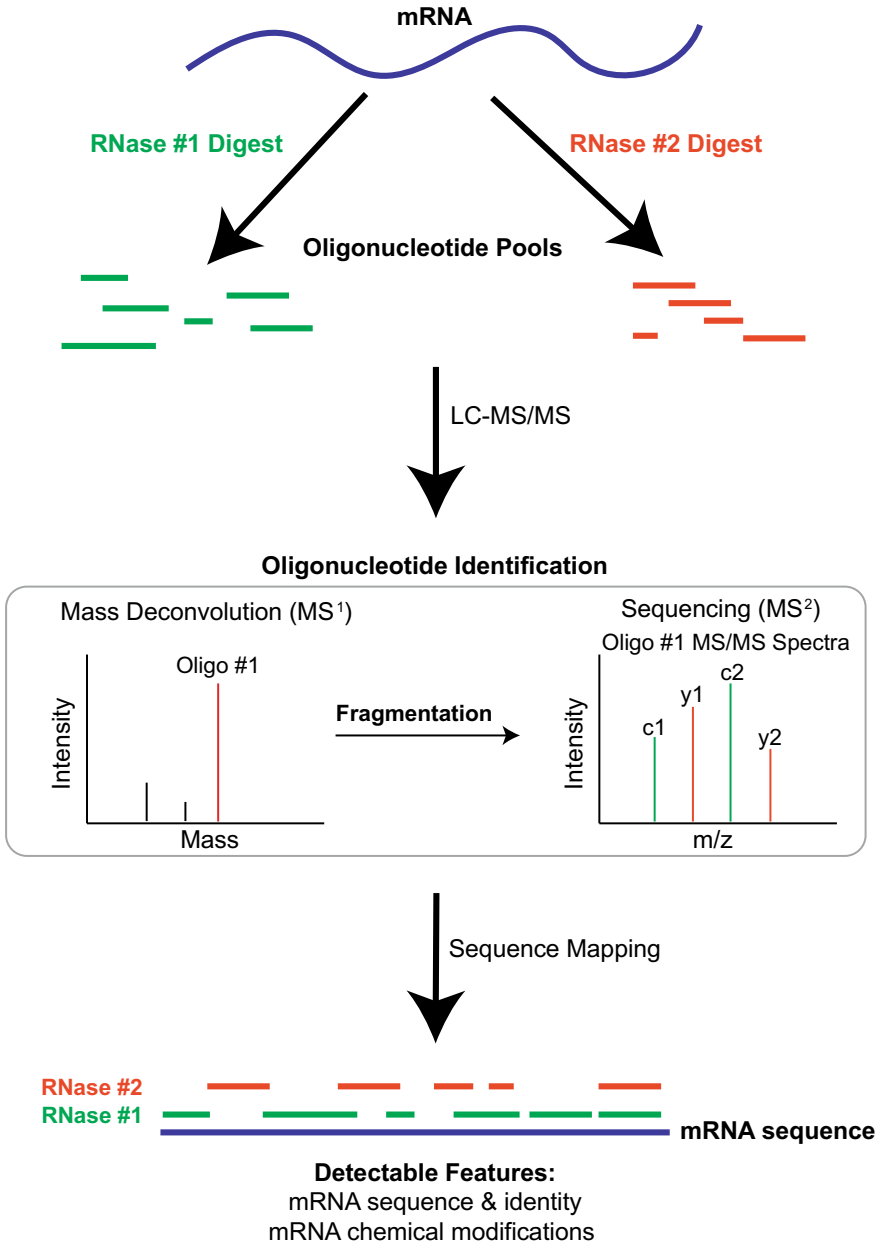 mRNA
RNase #1 Digest
RNase #2 Digest
Oligonucleotide Pools
LC-MS/MS
Oligonucleotide Identification
Mass Deconvolution (MS¹)
Oligo #1
Intensity
Mass
Fragmentation
Sequencing (MS²)
Oligo #1 MS/MS Spectra
c1
y1
c2
y2
Intensity
m/z
Sequence Mapping
RNase #2
RNase #1
mRNA sequence
Detectable Features:
mRNA sequence & identity
mRNA chemical modifications